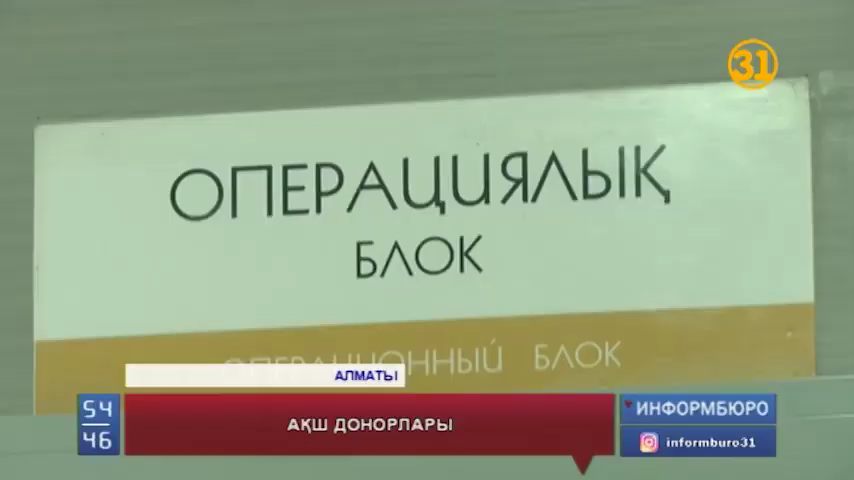 31
ОПЕРАЦИЯЛЫҚ
БЛОК
ОПЕРАЦИОННЫЙ БЛОК
АЛМАТЫ
54
46
АҚШ ДОНОРЛАРЫ
ИНФОРМБЮРО
informburo31